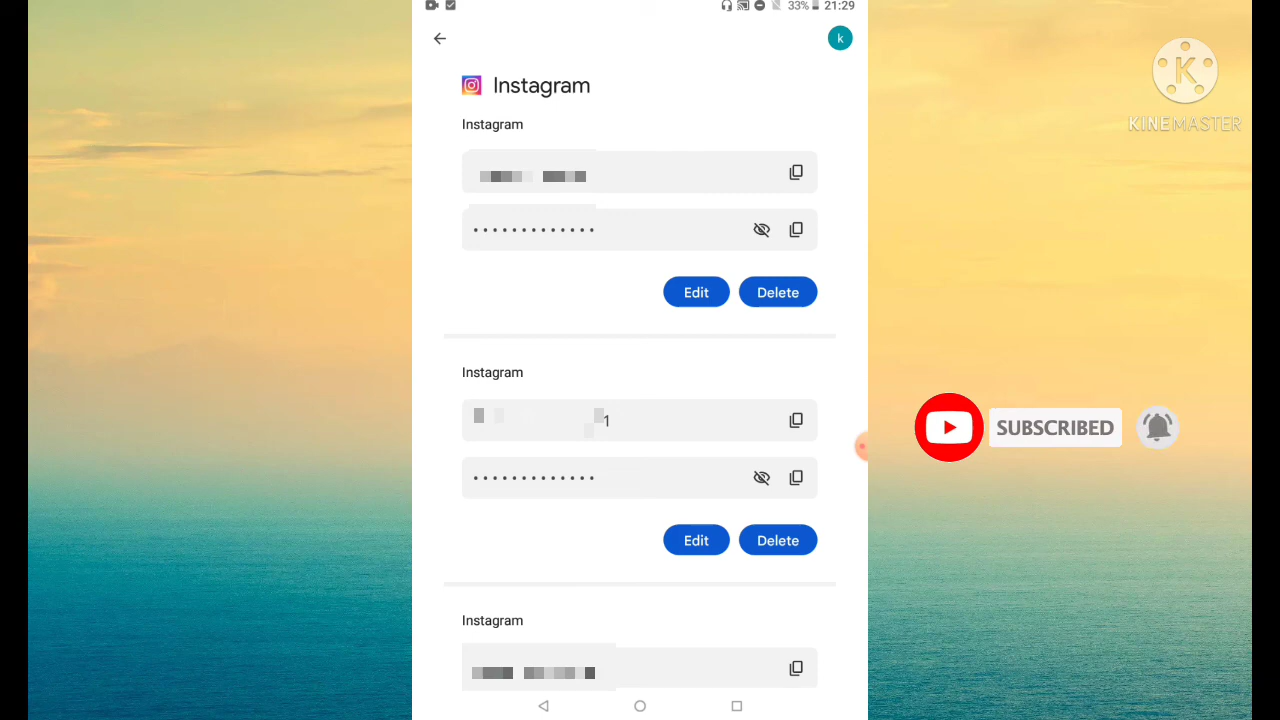 33% 21:29
k
Instagram
Instagram
Edit Delete
Instagram
1
Edit Delete
Instagram
K
KINEMASTER
SUBSCRIBED